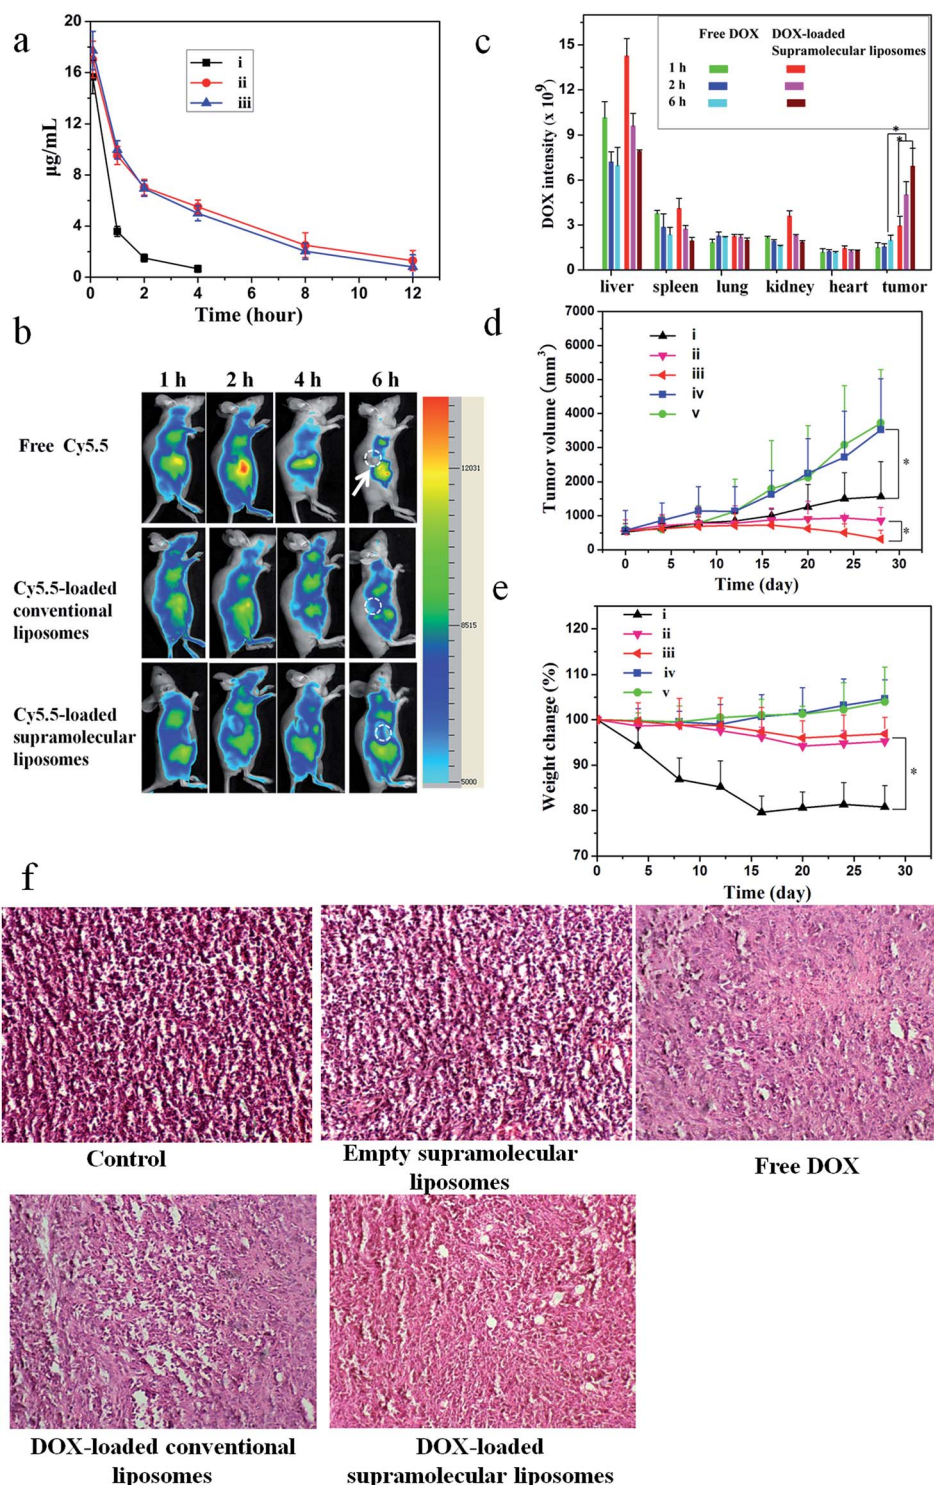 a
20
16
12
8
4
0
µg/mL
i
ii
iii
0 2 4 6 8 10 12
Time (hour)
c
15
12
9
6
3
0
DOX intensity (x 10⁹)
Free DOX
DOX-loaded
Supramolecular liposomes
1 h
2 h
6 h
*
*
liver spleen lung kidney heart tumor
b
1 h 2 h 4 h 6 h
Free Cy5.5
Cy5.5-loaded
conventional
liposomes
Cy5.5-loaded
supramolecular
liposomes
12031
8515
5000
d
7000
6000
5000
4000
3000
2000
1000
0
Tumor volume (mm³)
i
ii
iii
iv
v
*
*
0 5 10 15 20 25 30
Time (day)
e
120
110
100
90
80
70
Weight change (%)
i
ii
iii
iv
v
*
0 5 10 15 20 25 30
Time (day)
f
Control
Empty supramolecular
liposomes
Free DOX
DOX-loaded conventional
liposomes
DOX-loaded
supramolecular liposomes